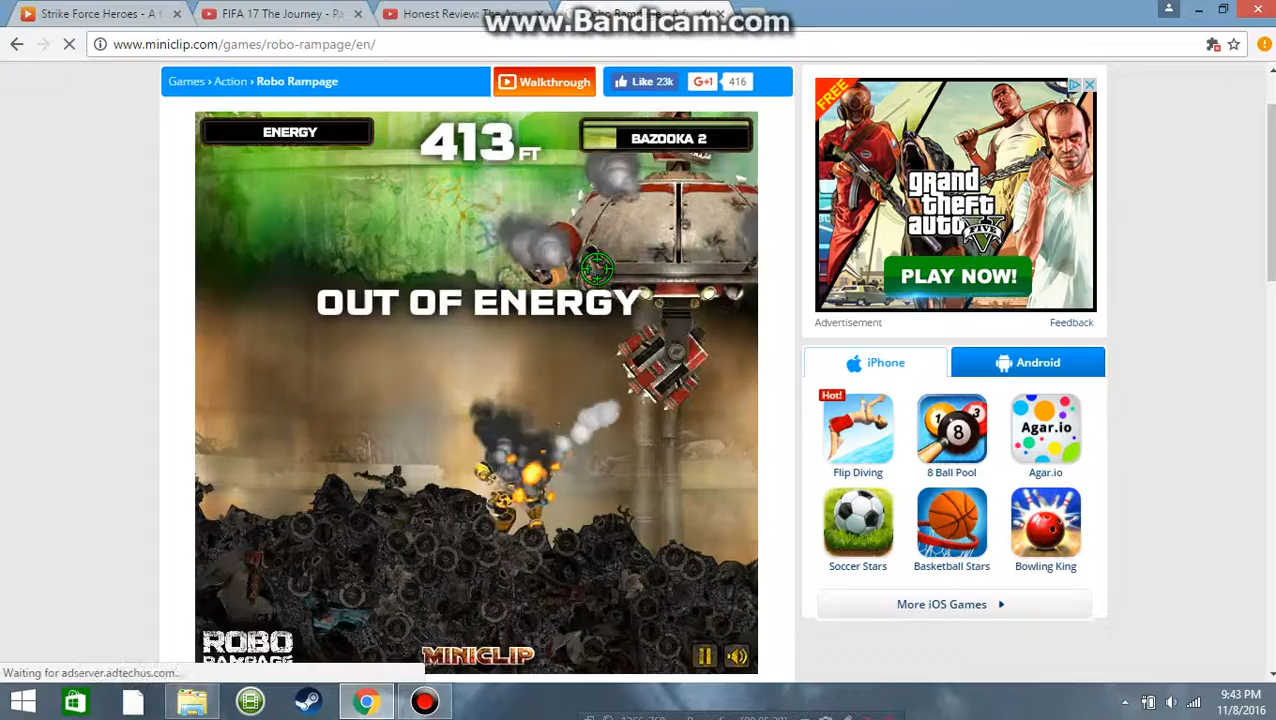 Strike Force Heroes - A
FIFA 17 The Journey - Pa
Honest Review: The An
www.Bandicam.com
www.miniclip.com/games/robo-rampage/en/
Games › Action › Robo Rampage
Walkthrough
Like 23k
G+1
416
ENERGY
413 FT
BAZOOKA 2
OUT OF ENERGY
ROBO
RAMPAGE
MINICLIP
FREE
grand
theft
auto
FIVE
PLAY NOW!
Advertisement
Feedback
iPhone
Android
Hot!
Agar.io
8
Flip Diving
8 Ball Pool
Agar.io
Soccer Stars
Basketball Stars
Bowling King
More iOS Games
Waiting for adserver.adtechus.com...
9:43 PM
11/8/2016